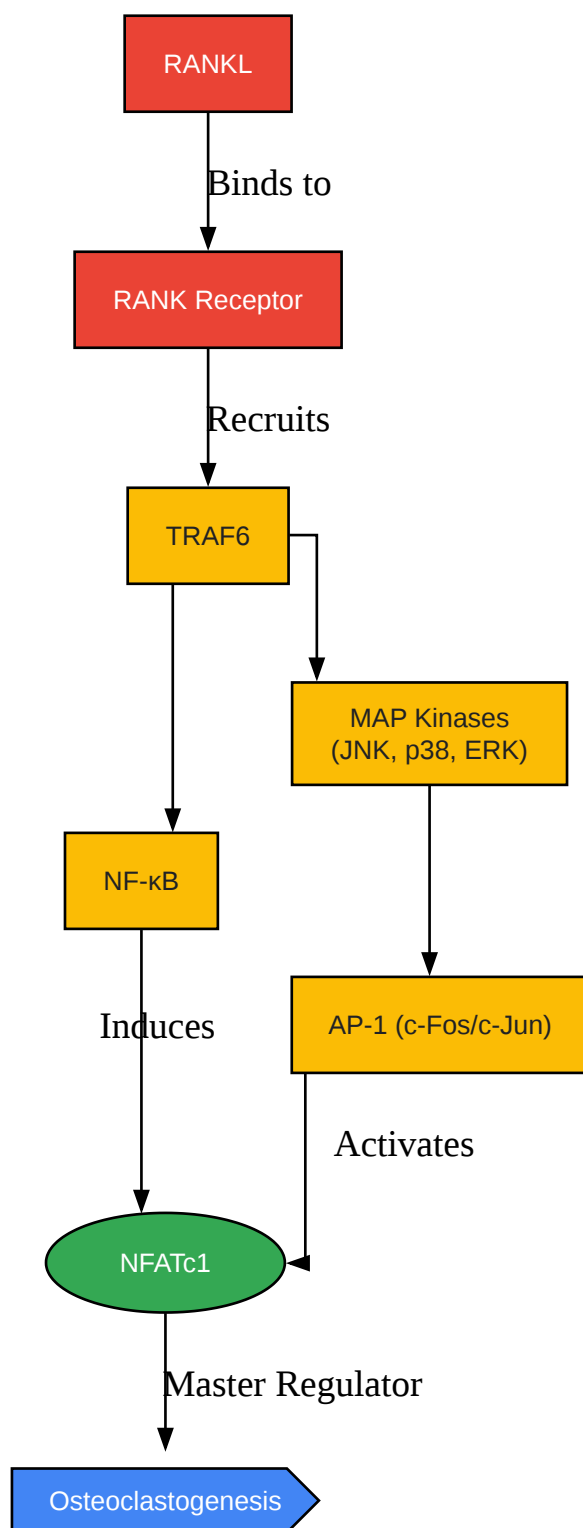 RANKL
Binds to
RANK Receptor
Recruits
TRAF6
MAP Kinases
(JNK, p38, ERK)
NF-κB
Induces
AP-1 (c-Fos/c-Jun)
Activates
NFATc1
Master Regulator
Osteoclastogenesis